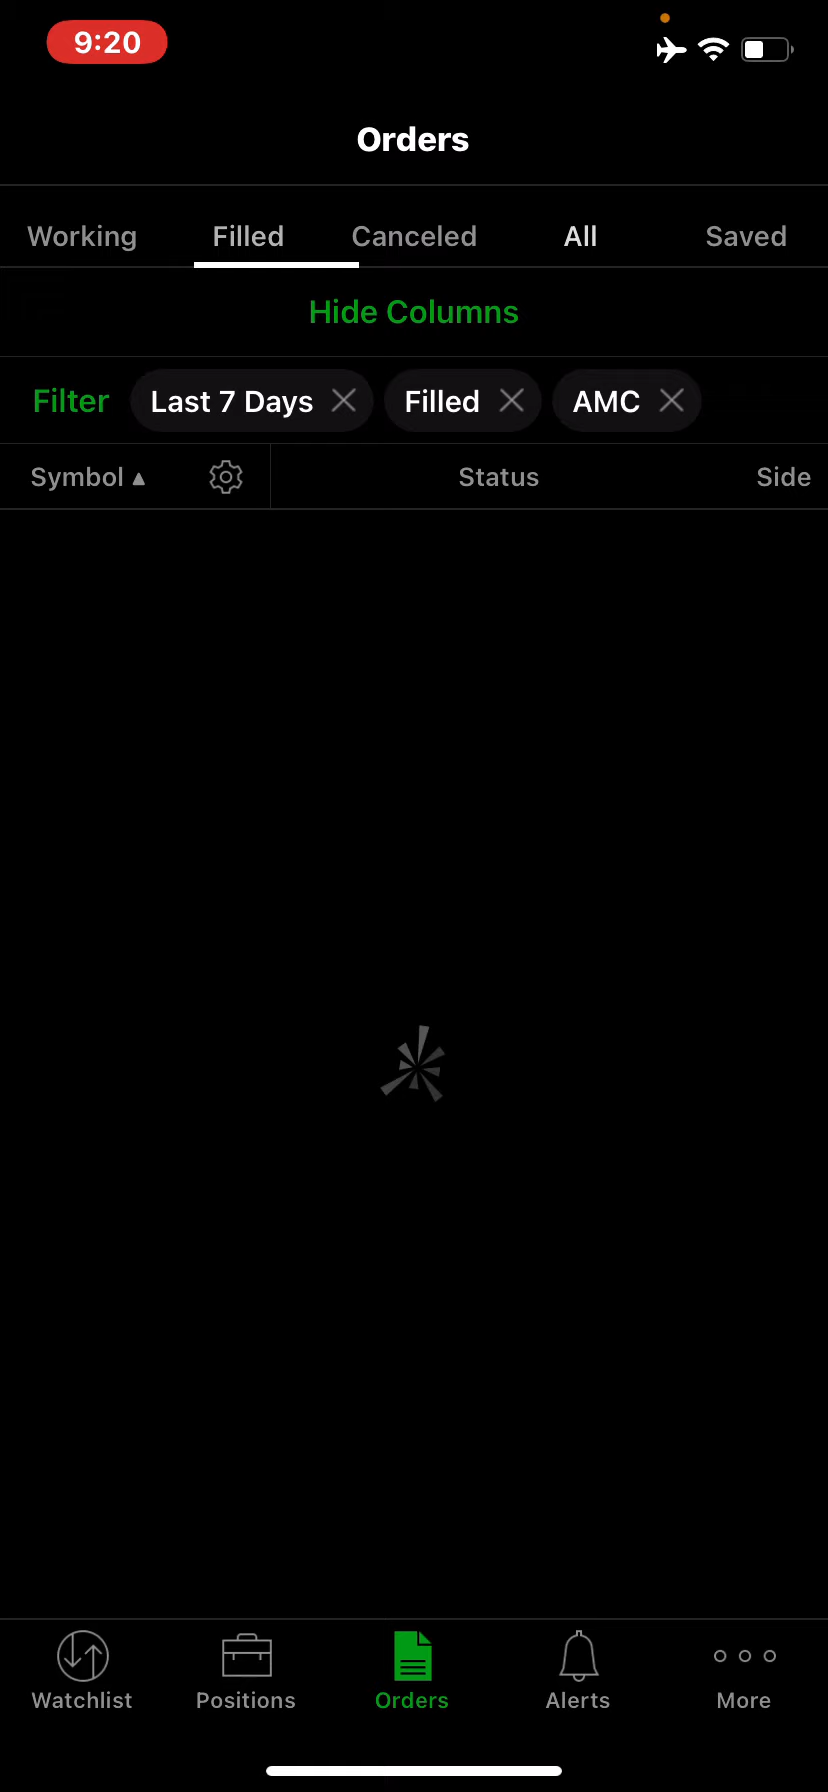 9:20
Orders
Working Filled Canceled All Saved
Hide Columns
Filter Last 7 Days Filled AMC
Symbol ▲ Status Side
Watchlist Positions Orders Alerts More